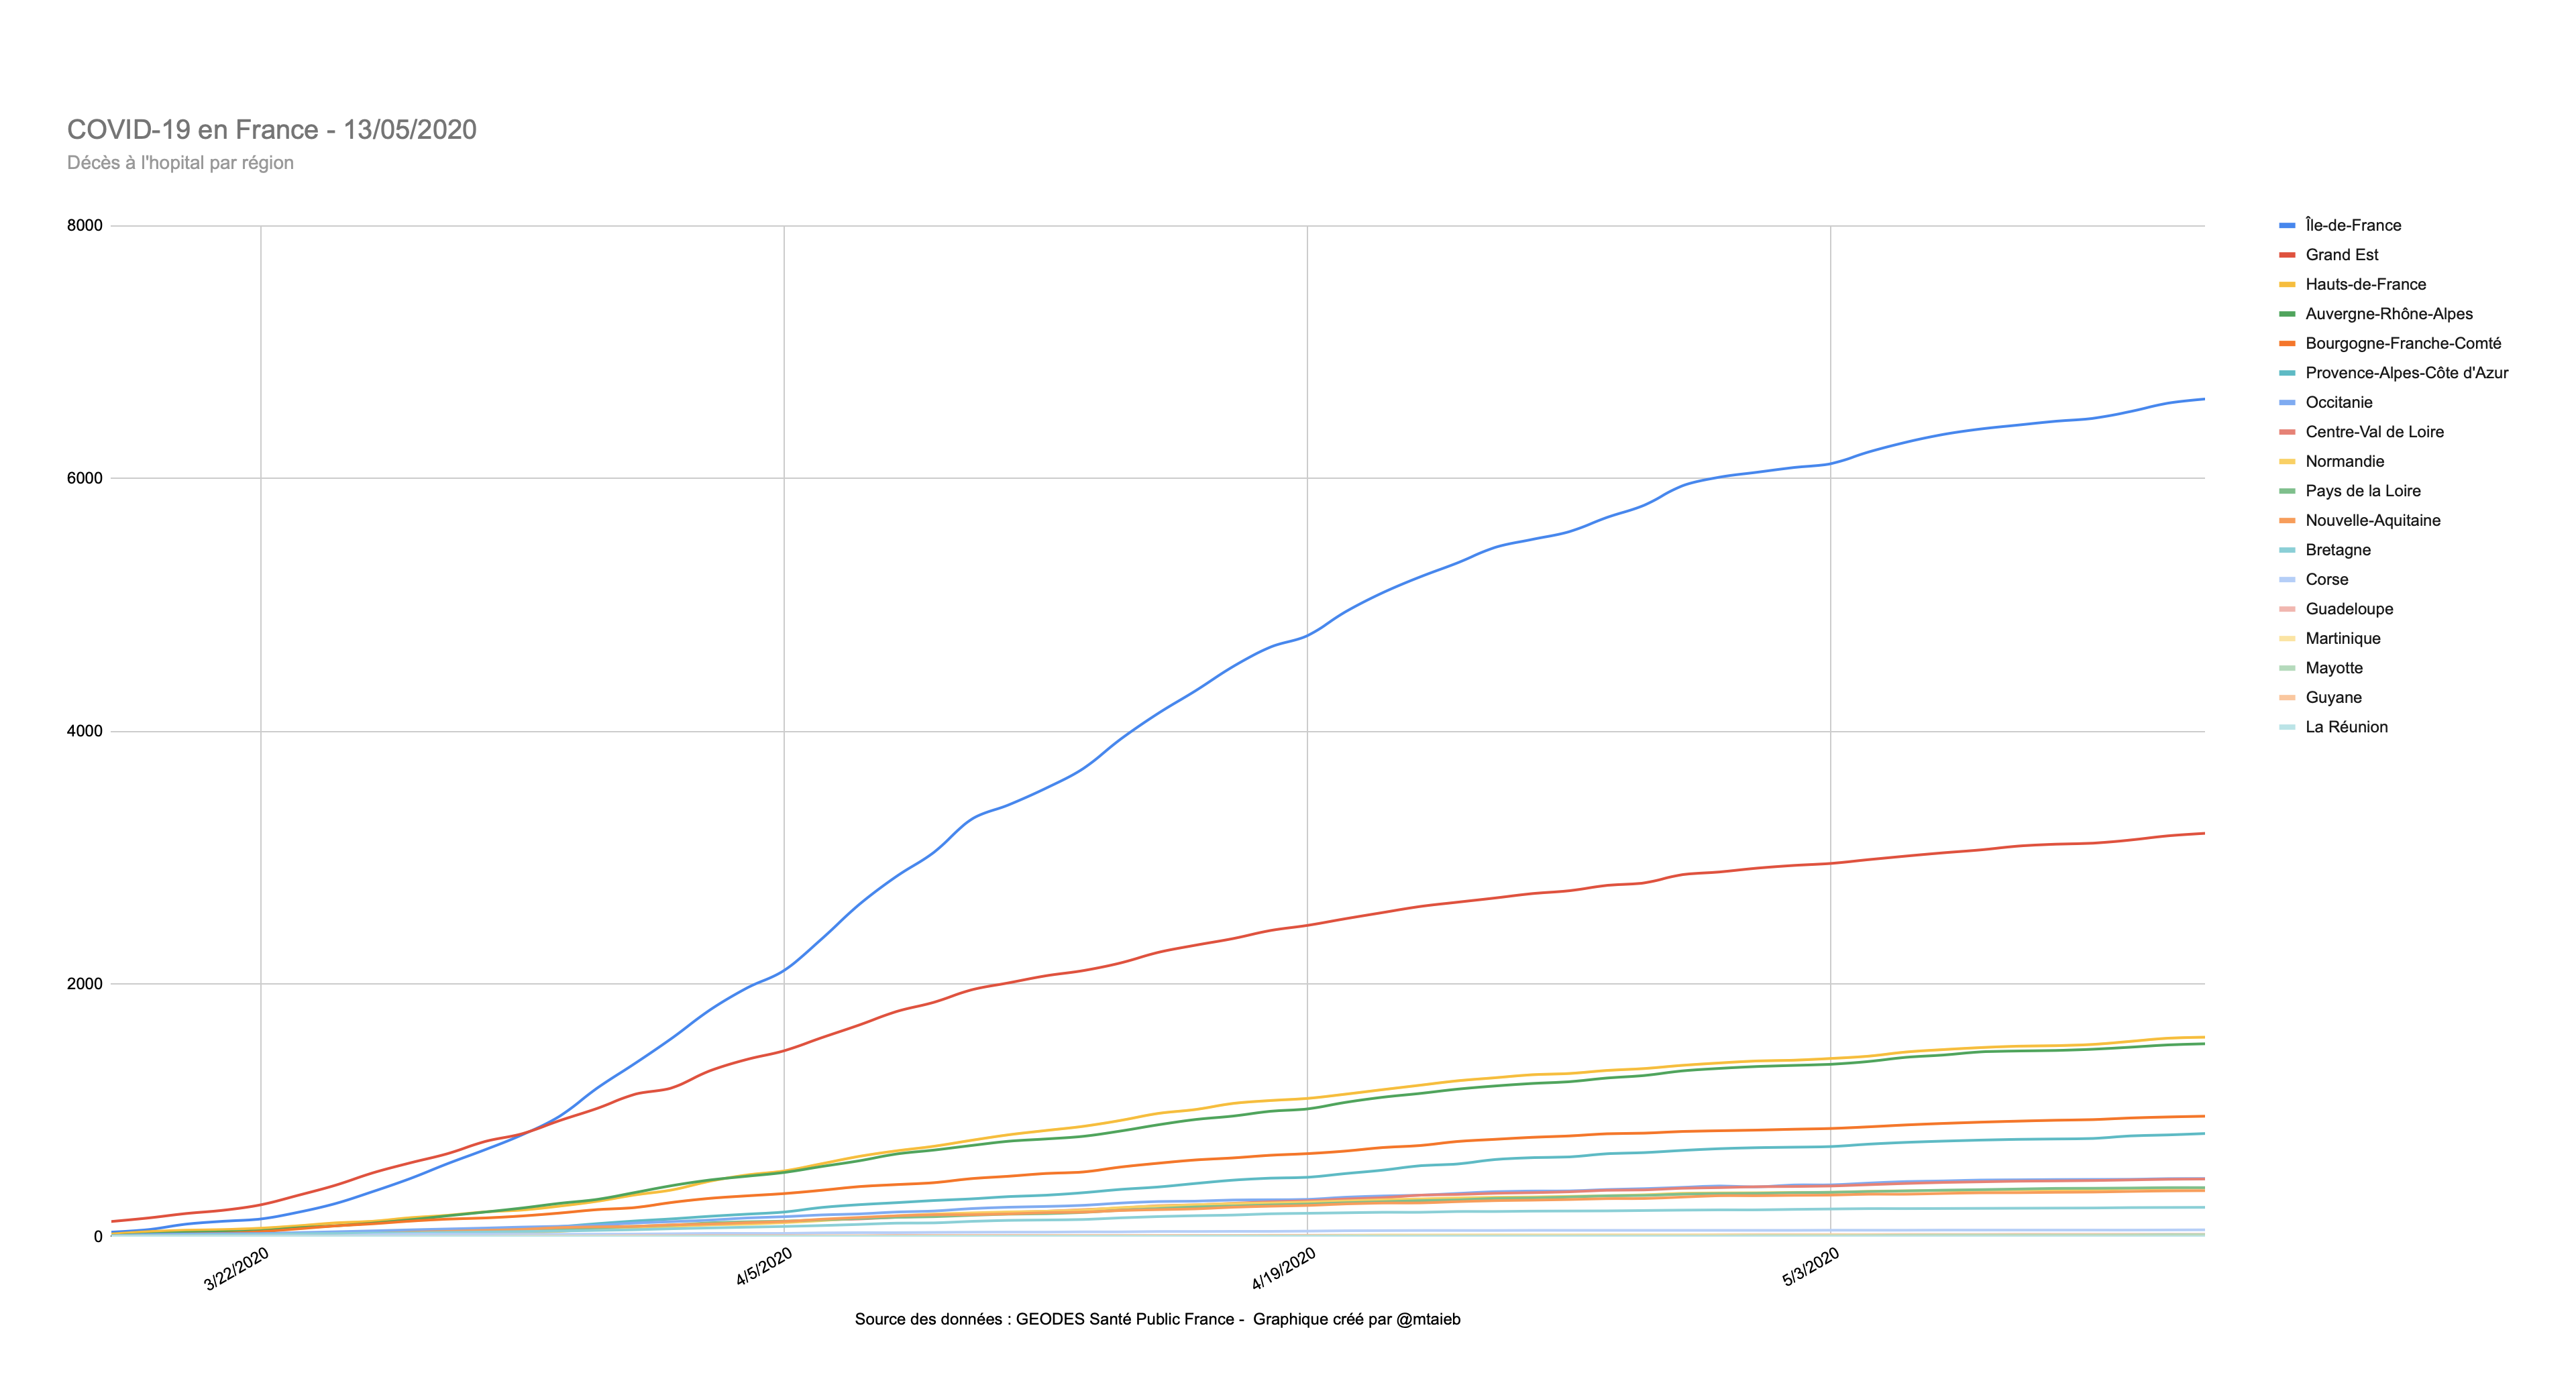 COVID-19 en France - 13/05/2020
Décès à l'hopital par région
8000
6000
4000
2000
0
3/22/2020
4/5/2020
4/19/2020
5/3/2020
Île-de-France
Grand Est
Hauts-de-France
Auvergne-Rhône-Alpes
Bourgogne-Franche-Comté
Provence-Alpes-Côte d'Azur
Occitanie
Centre-Val de Loire
Normandie
Pays de la Loire
Nouvelle-Aquitaine
Bretagne
Corse
Guadeloupe
Martinique
Mayotte
Guyane
La Réunion
Source des données : GEODES Santé Public France -  Graphique créé par @mtaieb